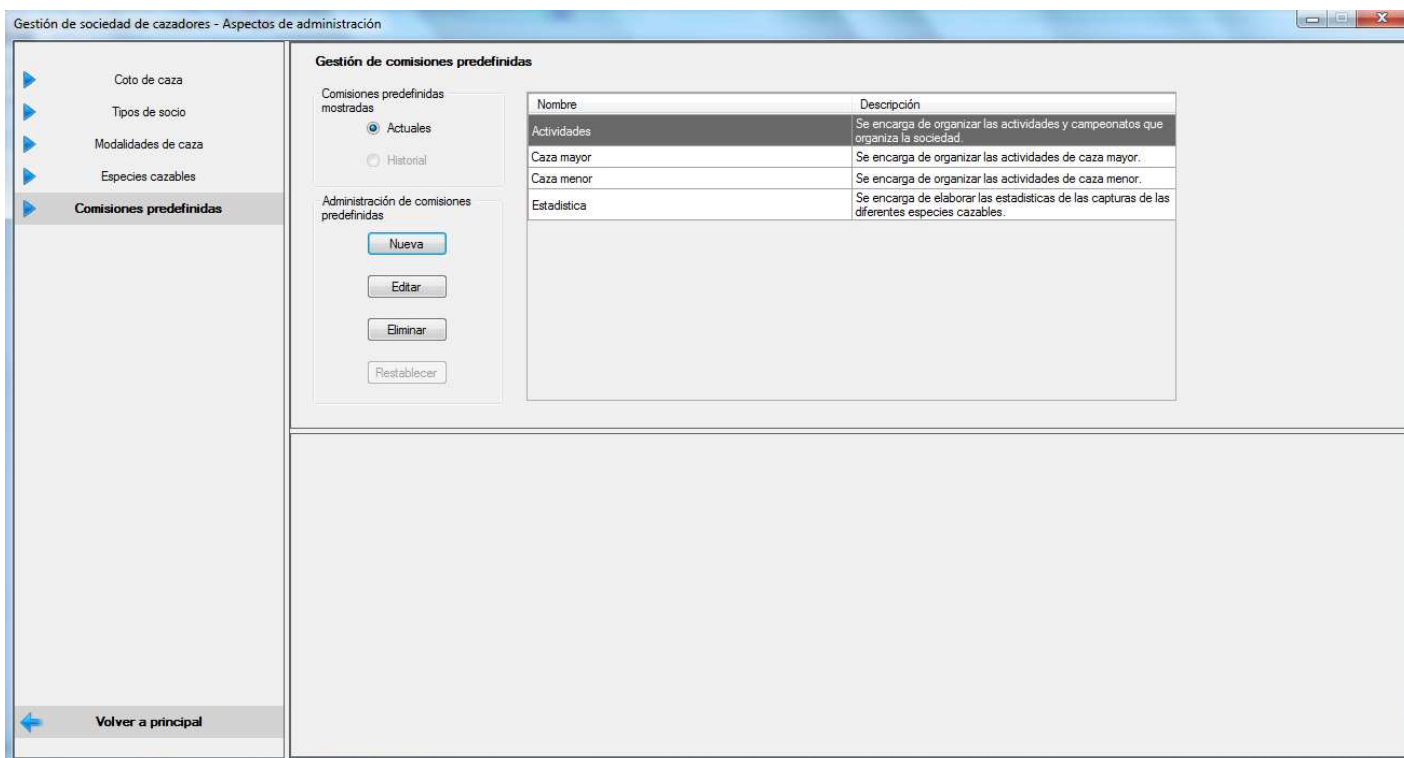 Gestión de sociedad de cazadores - Aspectos de administración
Coto de caza
Tipos de socio
Modalidades de caza
Especies cazables
Comisiones predefinidas
Volver a principal
Gestión de comisiones predefinidas
Comisiones predefinidas
mostradas
Actuales
Historial
Administración de comisiones
predefinidas
Nueva
Editar
Eliminar
Restablecer
Nombre Descripción
Actividades Se encarga de organizar las actividades y campeonatos que
organiza la sociedad.
Caza mayor Se encarga de organizar las actividades de caza mayor.
Caza menor Se encarga de organizar las actividades de caza menor.
Estadistica Se encarga de elaborar las estadisticas de las capturas de las
diferentes especies cazables.